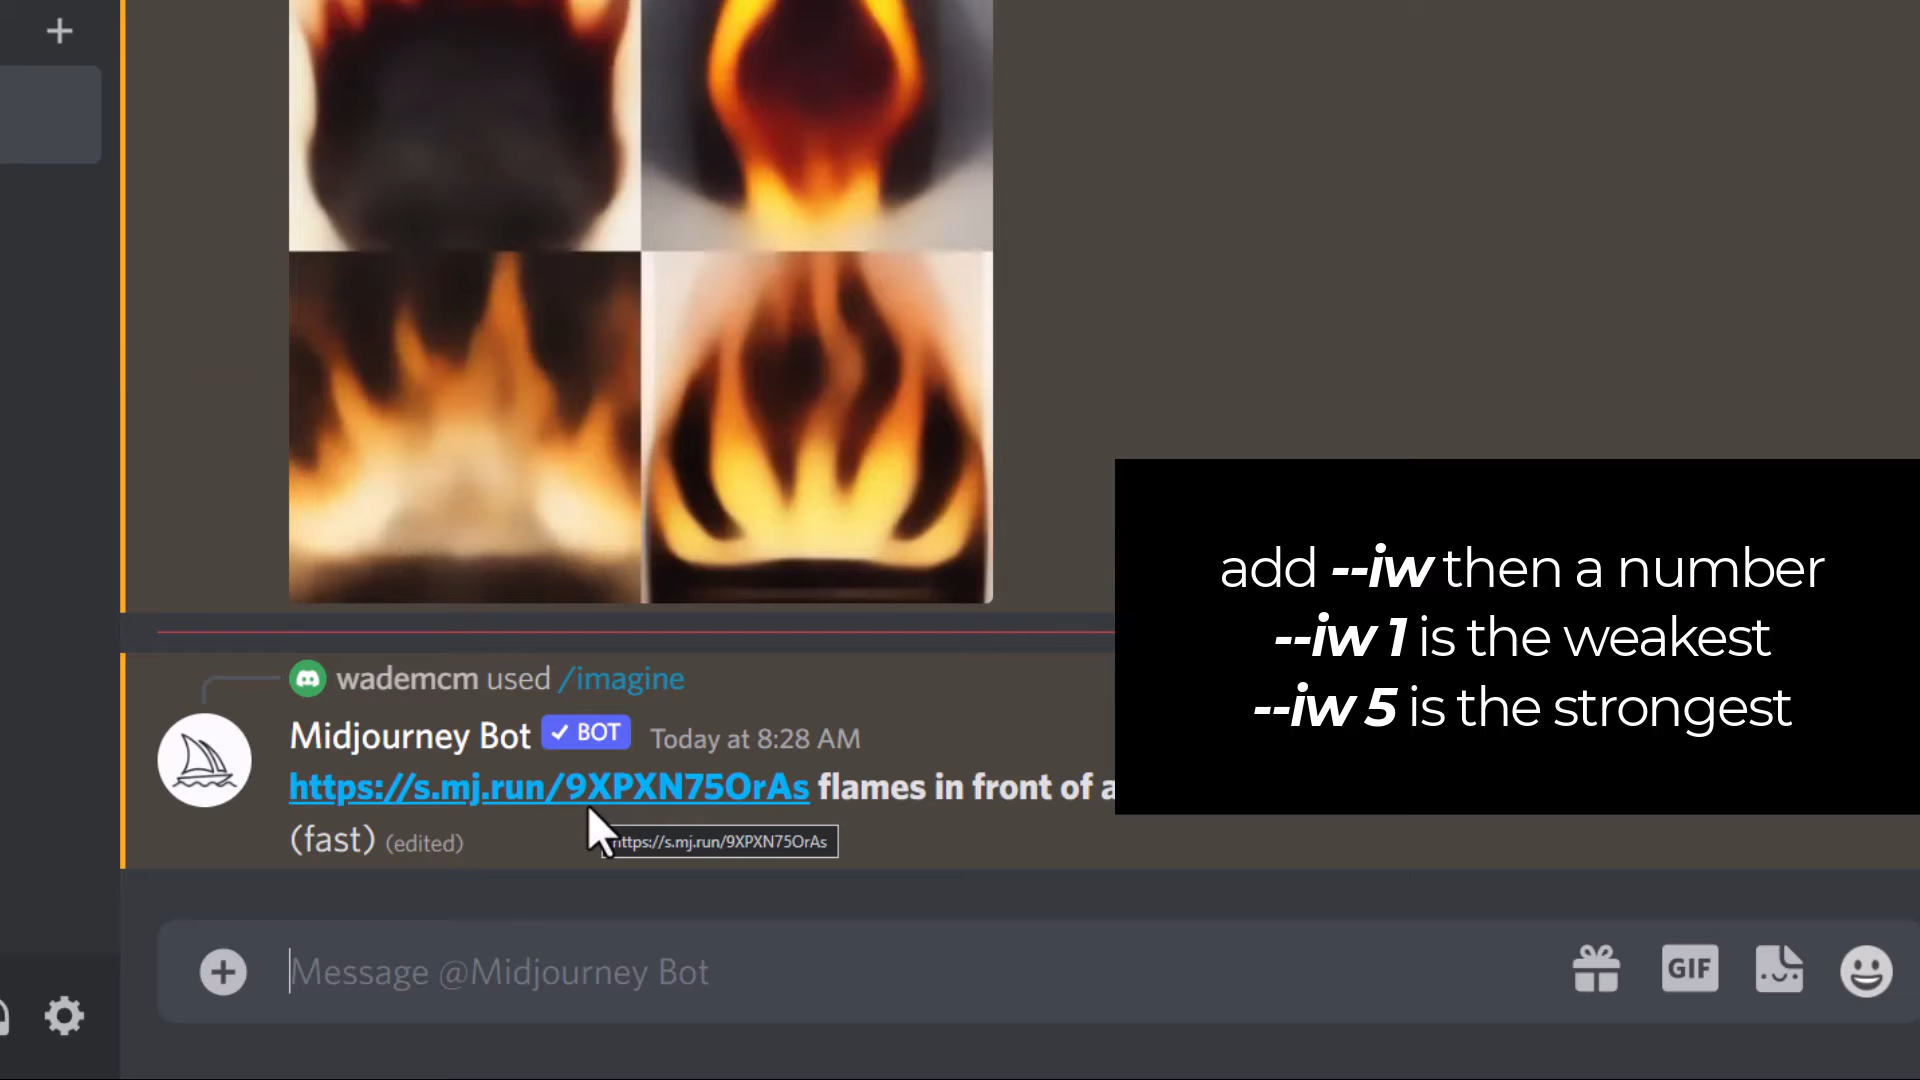 add --iw then a number
--iw 1 is the weakest
--iw 5 is the strongest
wademcm used /imagine
Midjourney Bot ✓ BOT Today at 8:28 AM
https://s.mj.run/9XPXN75OrAs flames in front of a
(fast) (edited)
https://s.mj.run/9XPXN75OrAs
Message @Midjourney Bot
GIF